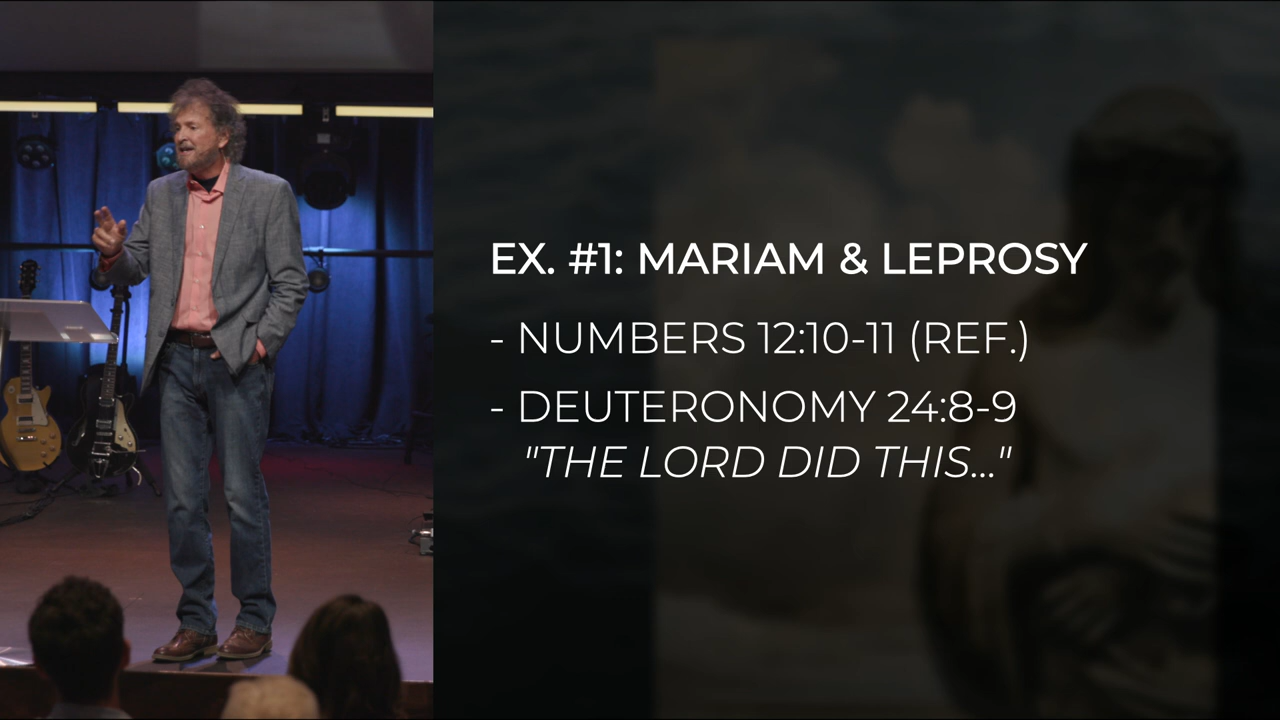 EX. #1: MARIAM & LEPROSY
- NUMBERS 12:10-11 (REF.)
- DEUTERONOMY 24:8-9
"THE LORD DID THIS..."